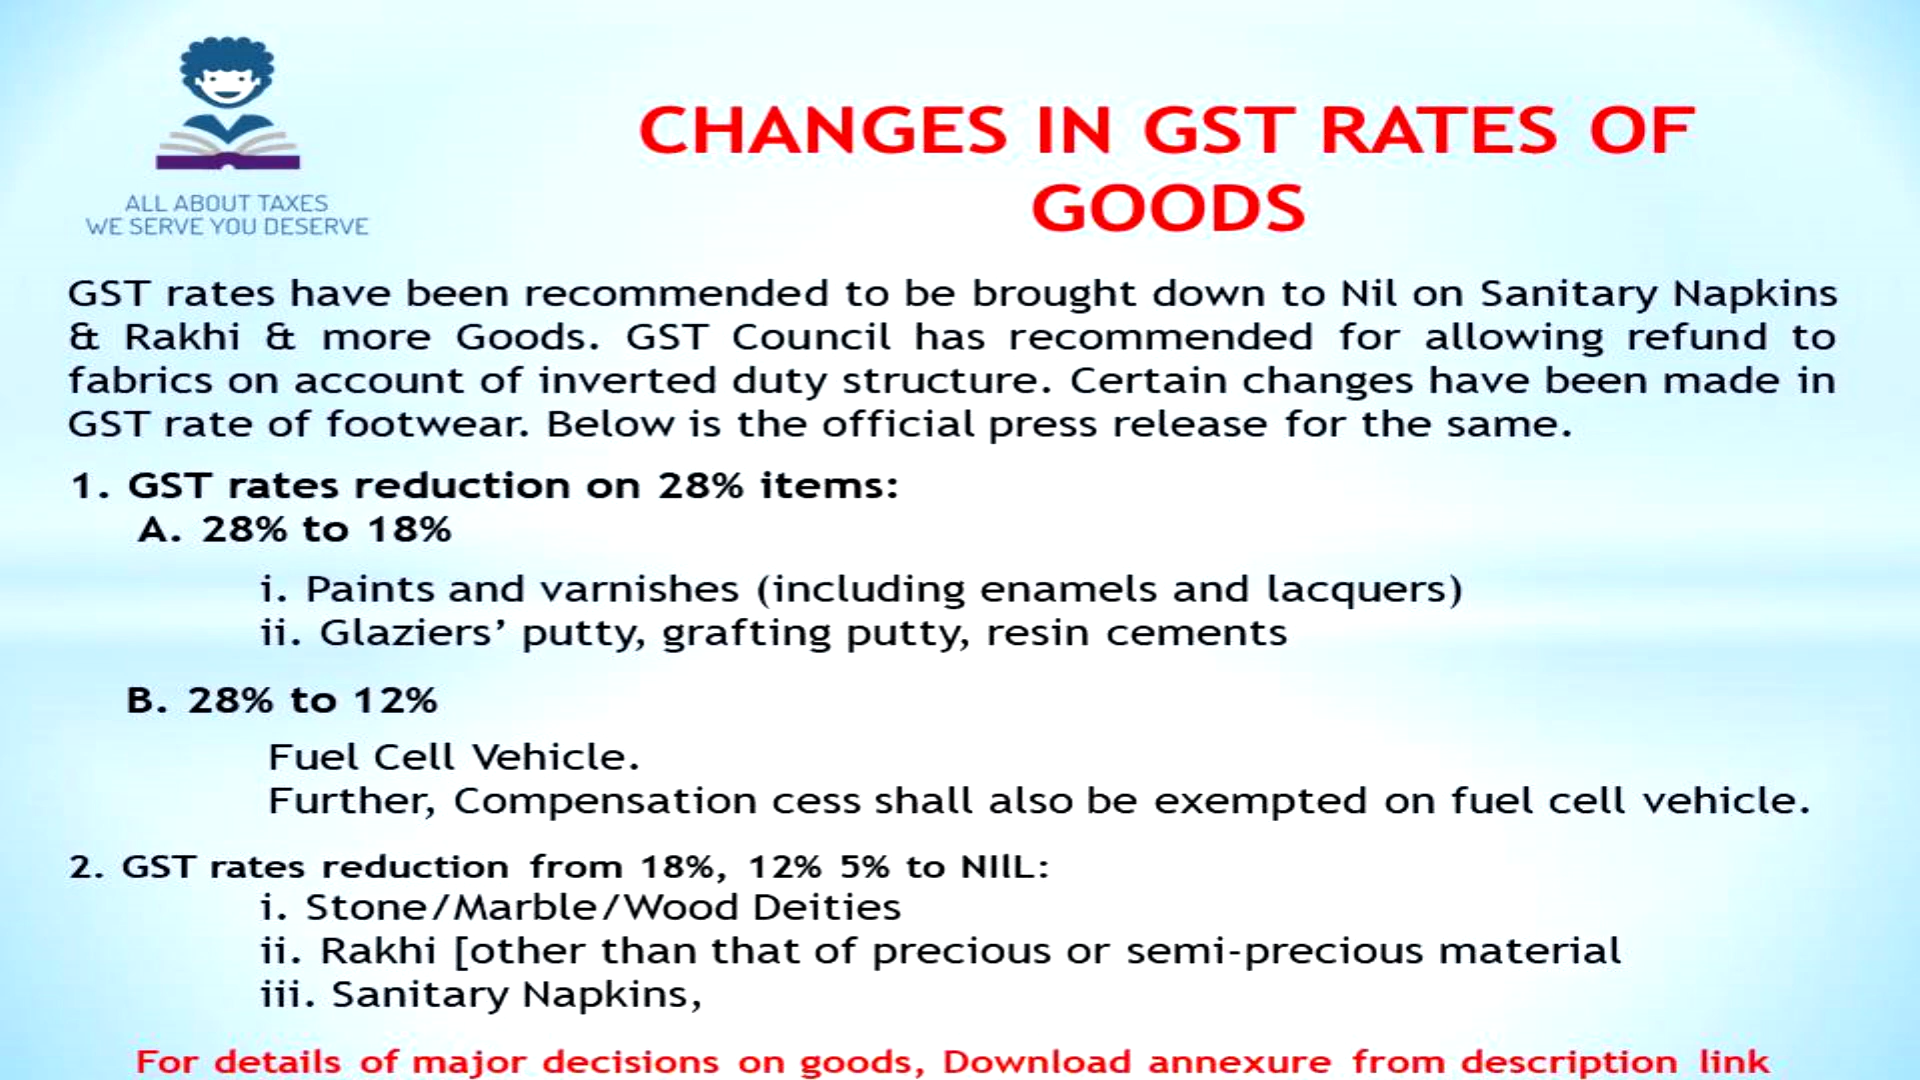 ALL ABOUT TAXES
WE SERVE YOU DESERVE
CHANGES IN GST RATES OF
GOODS
GST rates have been recommended to be brought down to Nil on Sanitary Napkins
& Rakhi & more Goods. GST Council has recommended for allowing refund to
fabrics on account of inverted duty structure. Certain changes have been made in
GST rate of footwear. Below is the official press release for the same.
1. GST rates reduction on 28% items:
A. 28% to 18%
i. Paints and varnishes (including enamels and lacquers)
ii. Glaziers’ putty, grafting putty, resin cements
B. 28% to 12%
Fuel Cell Vehicle.
Further, Compensation cess shall also be exempted on fuel cell vehicle.
2. GST rates reduction from 18%, 12% 5% to NIlL:
i. Stone/Marble/Wood Deities
ii. Rakhi [other than that of precious or semi-precious material
iii. Sanitary Napkins,
For details of major decisions on goods, Download annexure from description link